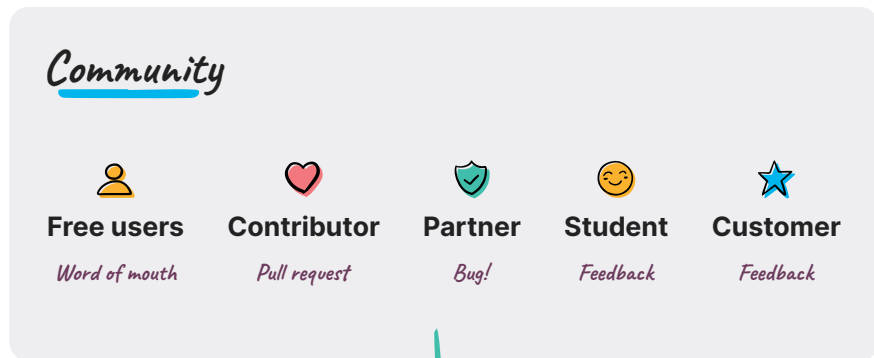 Community
Free users Contributor Partner Student Customer
Word of mouth Pull request Bug! Feedback Feedback